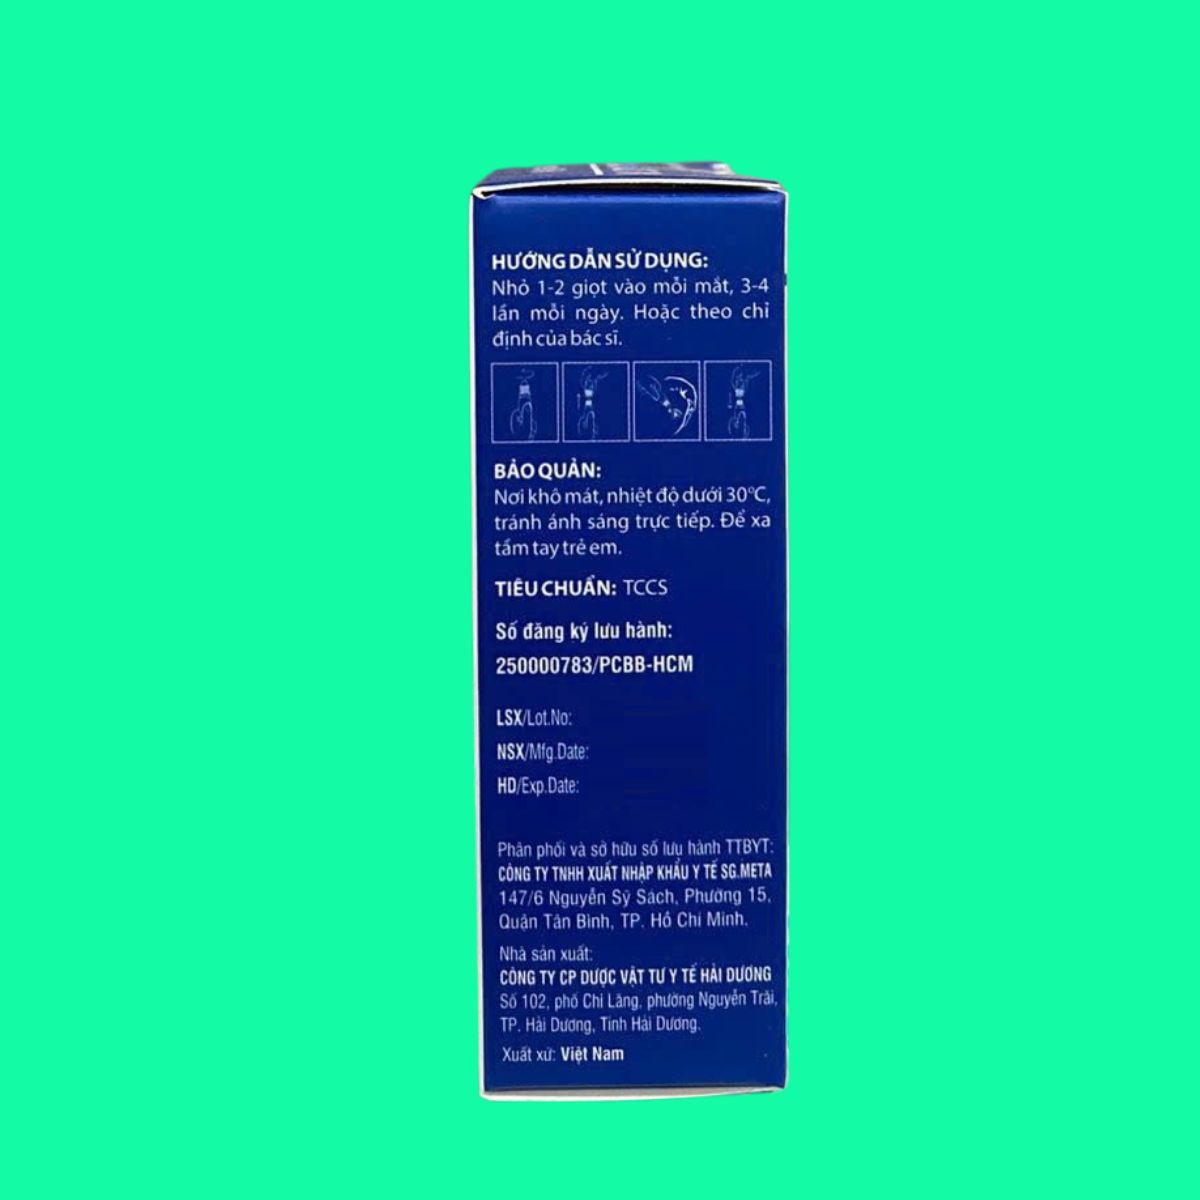 HƯỚNG DẪN SỬ DỤNG:
Nhỏ 1-2 giọt vào mỗi mắt, 3-4
lần mỗi ngày. Hoặc theo chỉ
định của bác sĩ.
BẢO QUẢN:
Nơi khô mát, nhiệt độ dưới 30°C,
tránh ánh sáng trực tiếp. Để xa
tầm tay trẻ em.
TIÊU CHUẨN: TCCS
Số đăng ký lưu hành:
250000783/PCBB-HCM
LSX/Lot.No:
NSX/Mfg.Date:
HD/Exp.Date:
Phân phối và sở hữu số lưu hành TTBYT:
CÔNG TY TNHH XUẤT NHẬP KHẨU Y TẾ SG.META
147/6 Nguyễn Sỹ Sách, Phường 15,
Quận Tân Bình, TP. Hồ Chí Minh.
Nhà sản xuất:
CÔNG TY CP DƯỢC VẬT TƯ Y TẾ HẢI DƯƠNG
Số 102, phố Chi Lăng, phường Nguyễn Trãi,
TP. Hải Dương, Tỉnh Hải Dương.
Xuất xứ: Việt Nam